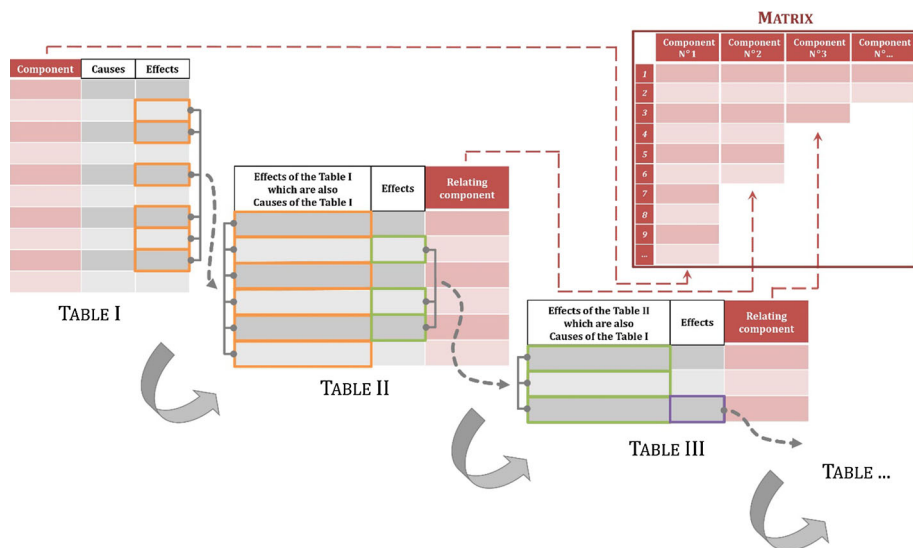 MATRIX
Component N°1
Component N°2
Component N°3
Component N°...
1
2
3
4
5
6
7
8
9
...
Component
Causes
Effects
TABLE I
Effects of the Table I
which are also
Causes of the Table I
Effects
Relating
component
TABLE II
Effects of the Table II
which are also
Causes of the Table I
Effects
Relating
component
TABLE III
TABLE ...